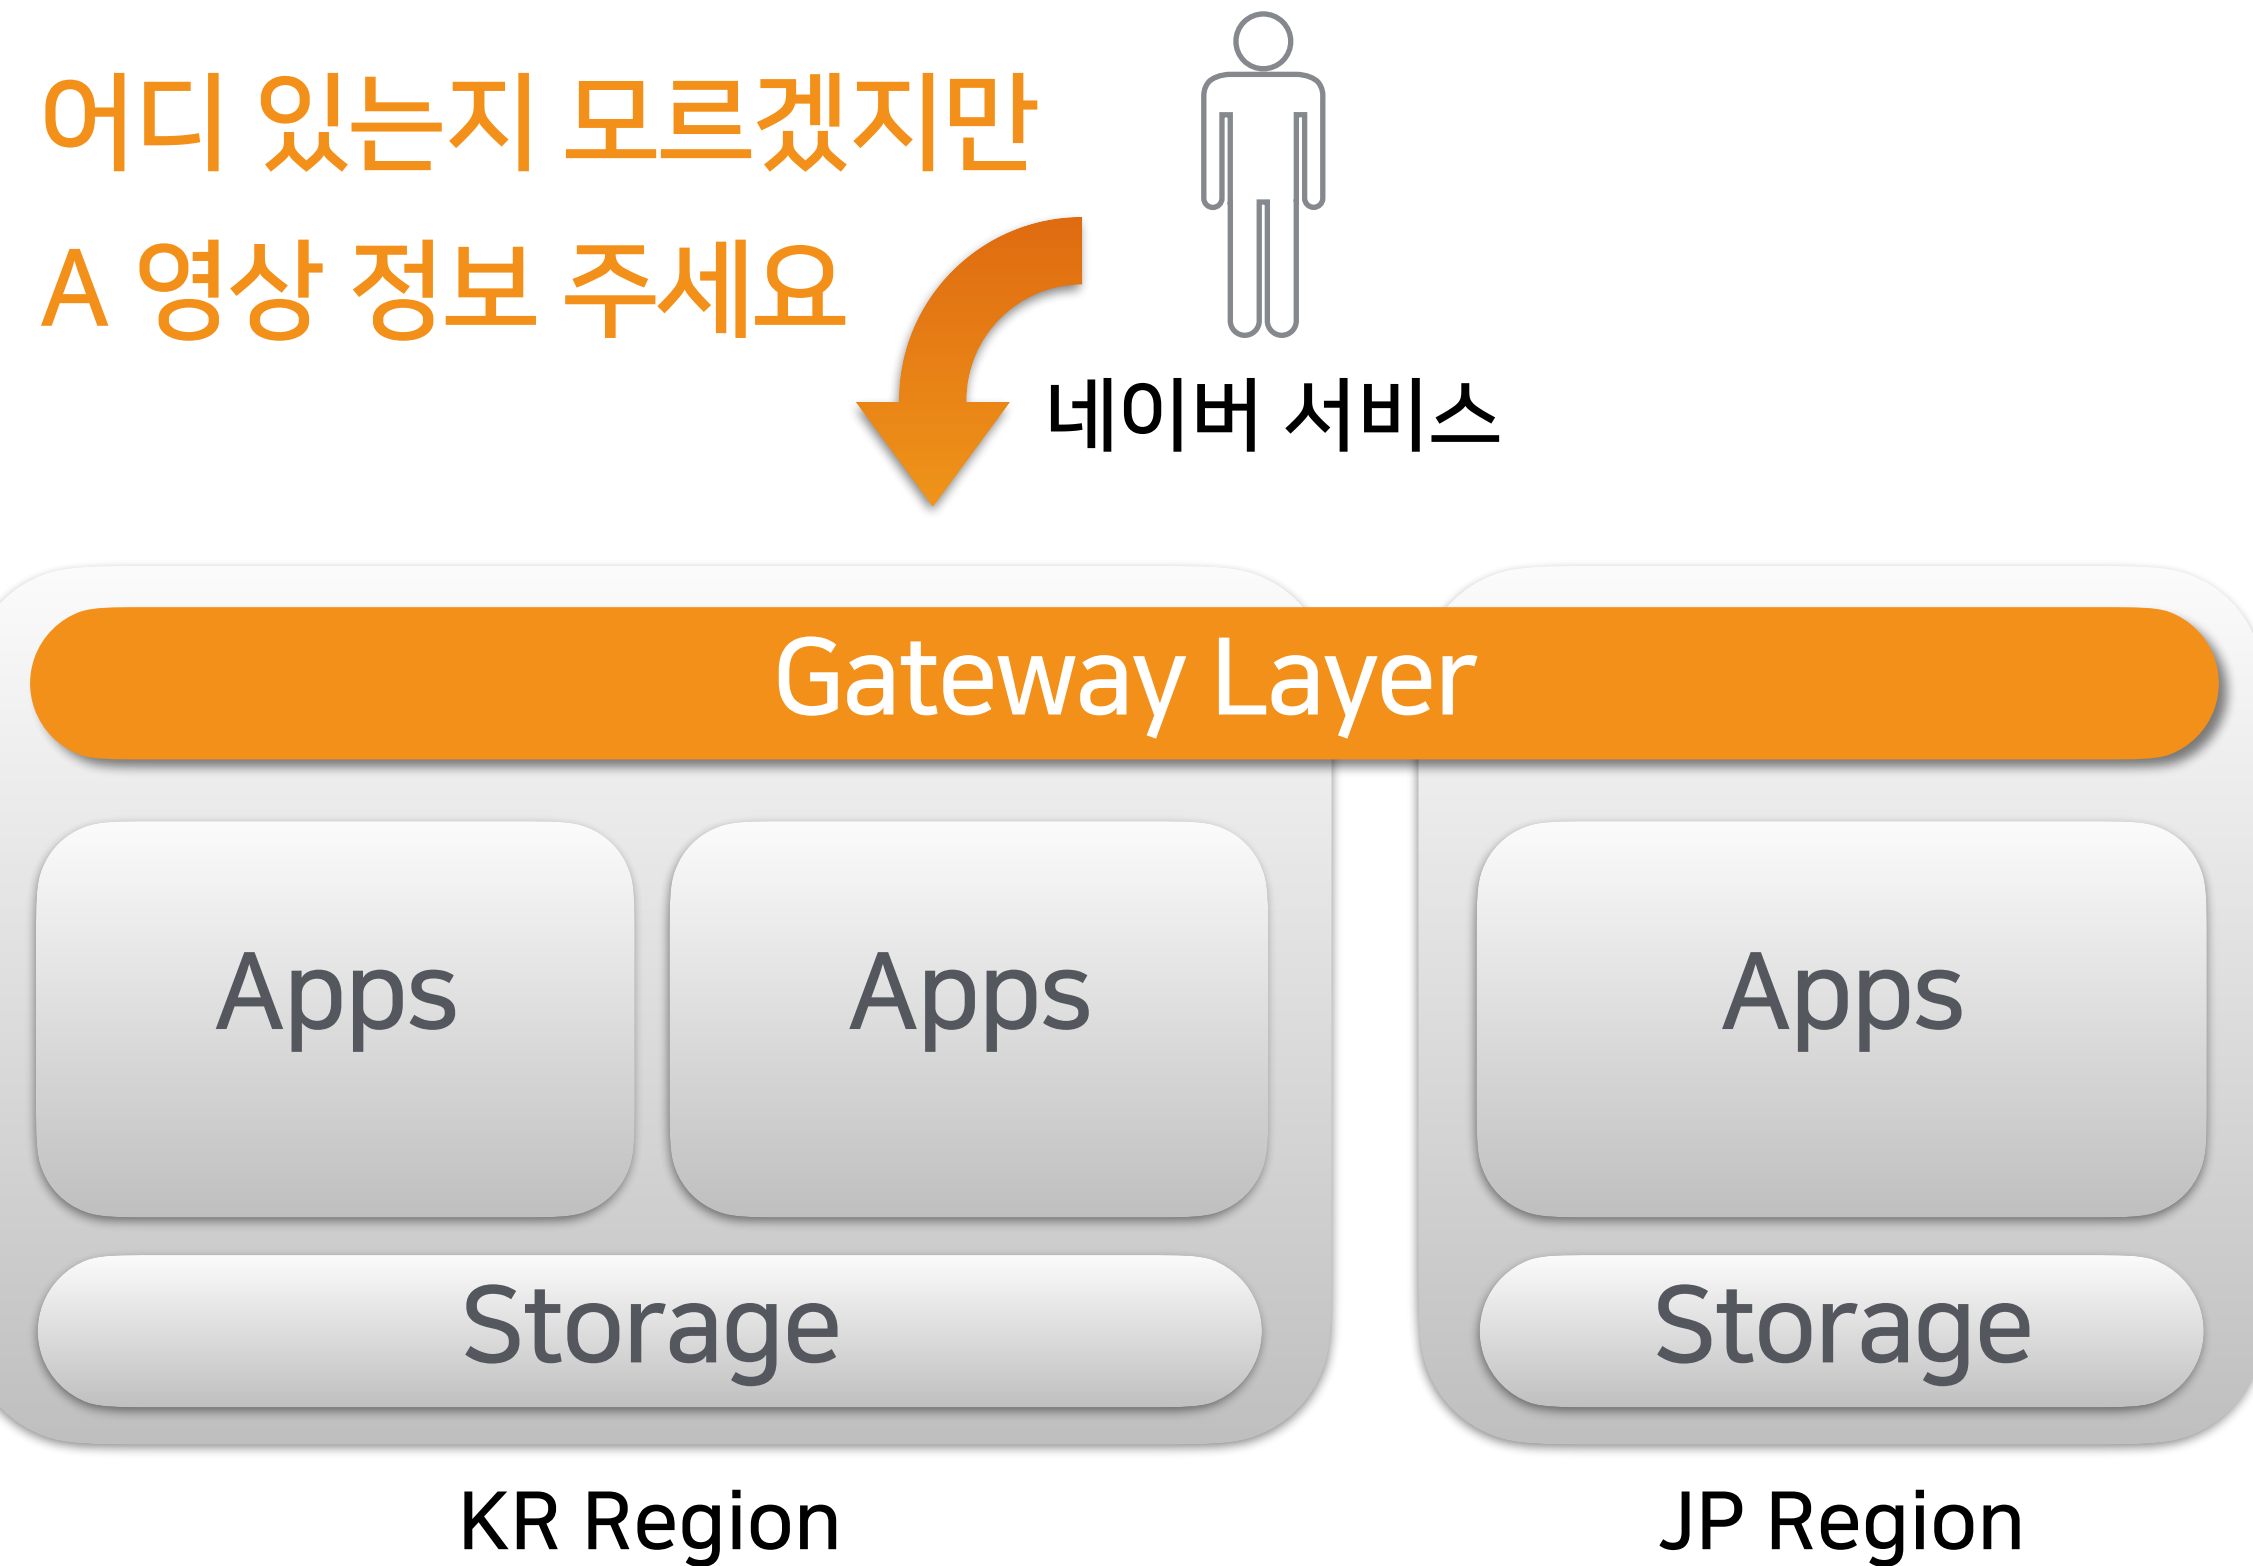 어디 있는지 모르겠지만
A 영상 정보 주세요
네이버 서비스
Gateway Layer
Apps
Apps
Apps
Storage
Storage
KR Region
JP Region